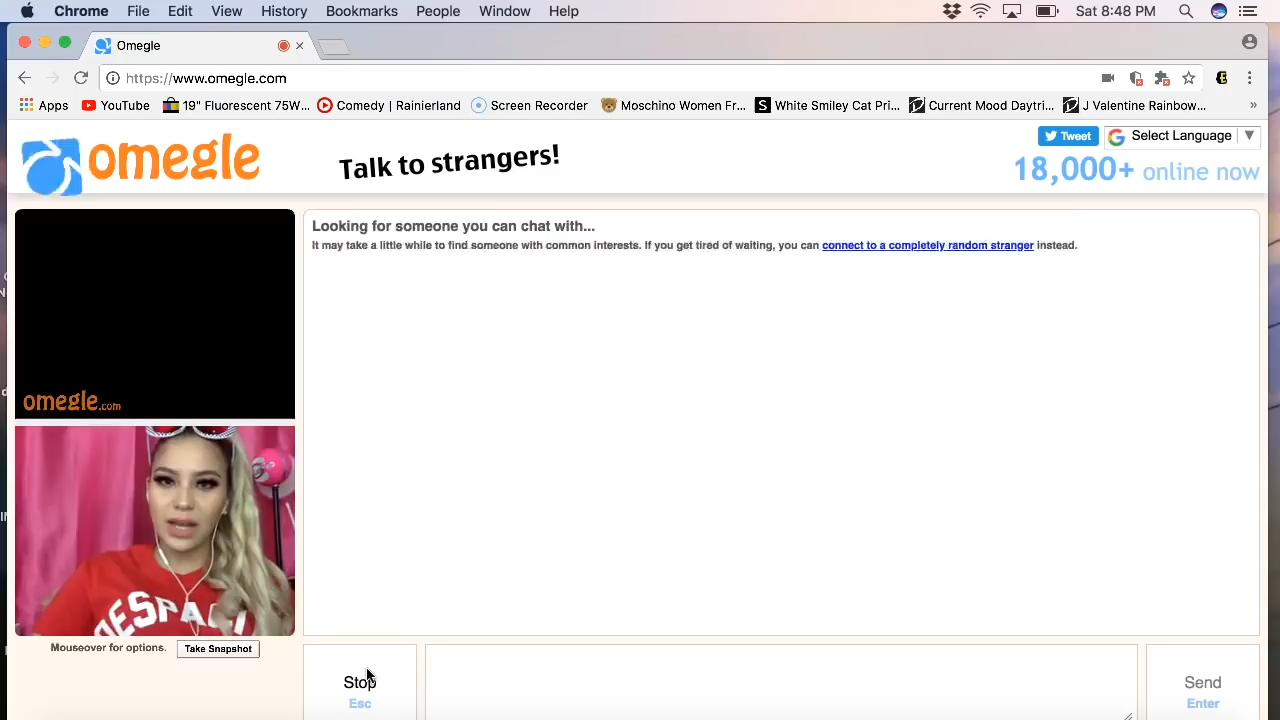 Chrome File Edit View History Bookmarks People Window Help Sat 8:48 PM
Omegle
https://www.omegle.com
Apps YouTube 19" Fluorescent 75W... Comedy | Rainierland Screen Recorder Moschino Women Fr... White Smiley Cat Pri... Current Mood Daytri... J Valentine Rainbow... »
omegle Talk to strangers! Tweet Select Language
18,000+ online now
Looking for someone you can chat with...
It may take a little while to find someone with common interests. If you get tired of waiting, you can connect to a completely random stranger instead.
omegle.com
Mouseover for options. Take Snapshot
Stop
Esc
Send
Enter